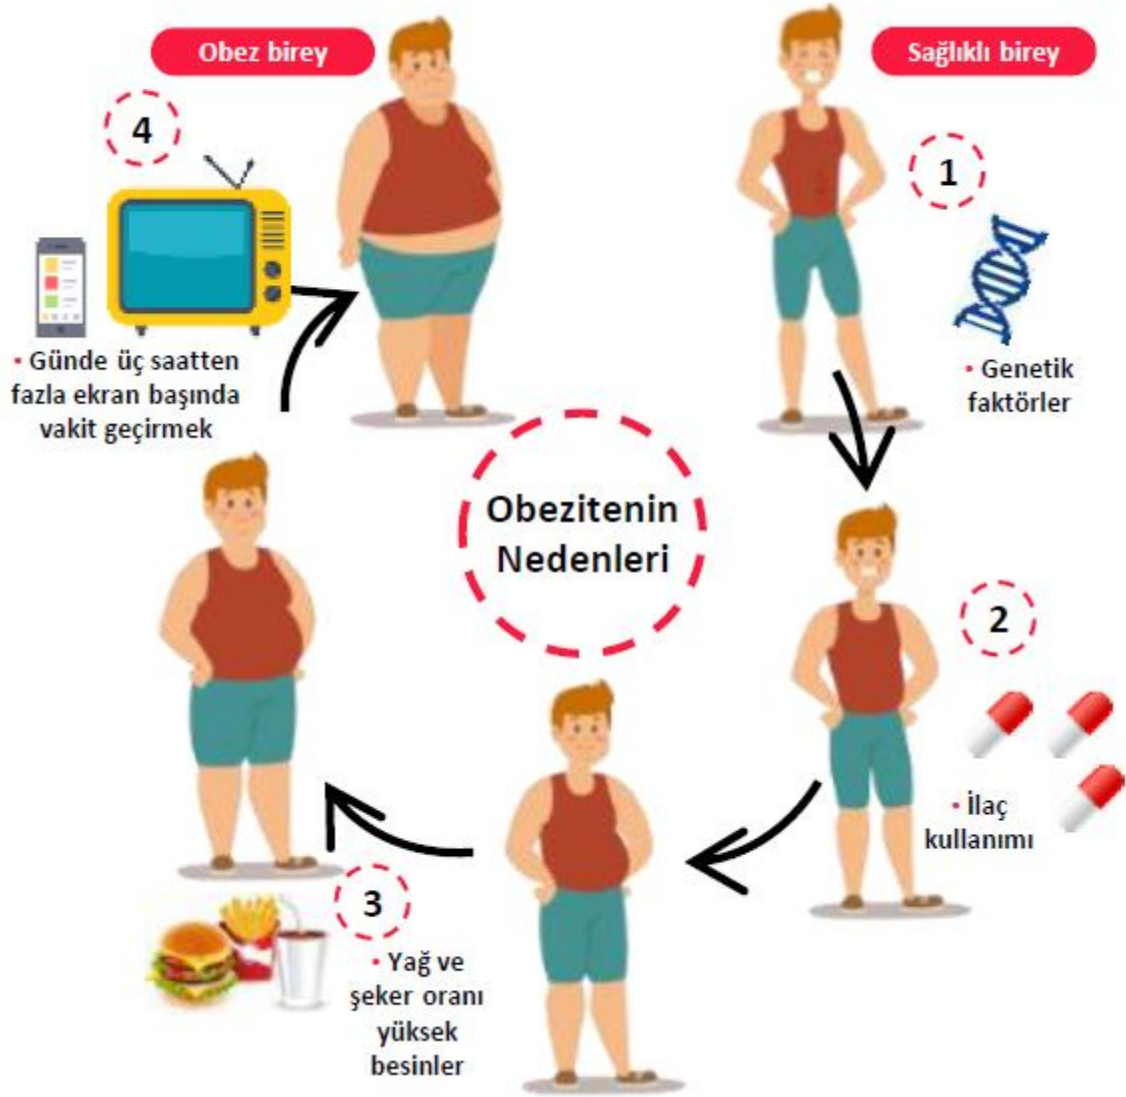 Obez birey
Sağlıklı birey
4
1
• Günde üç saatten
fazla ekran başında
vakit geçirmek
• Genetik
faktörler
Obezitenin
Nedenleri
2
• İlaç
kullanımı
3
• Yağ ve
şeker oranı
yüksek
besinler